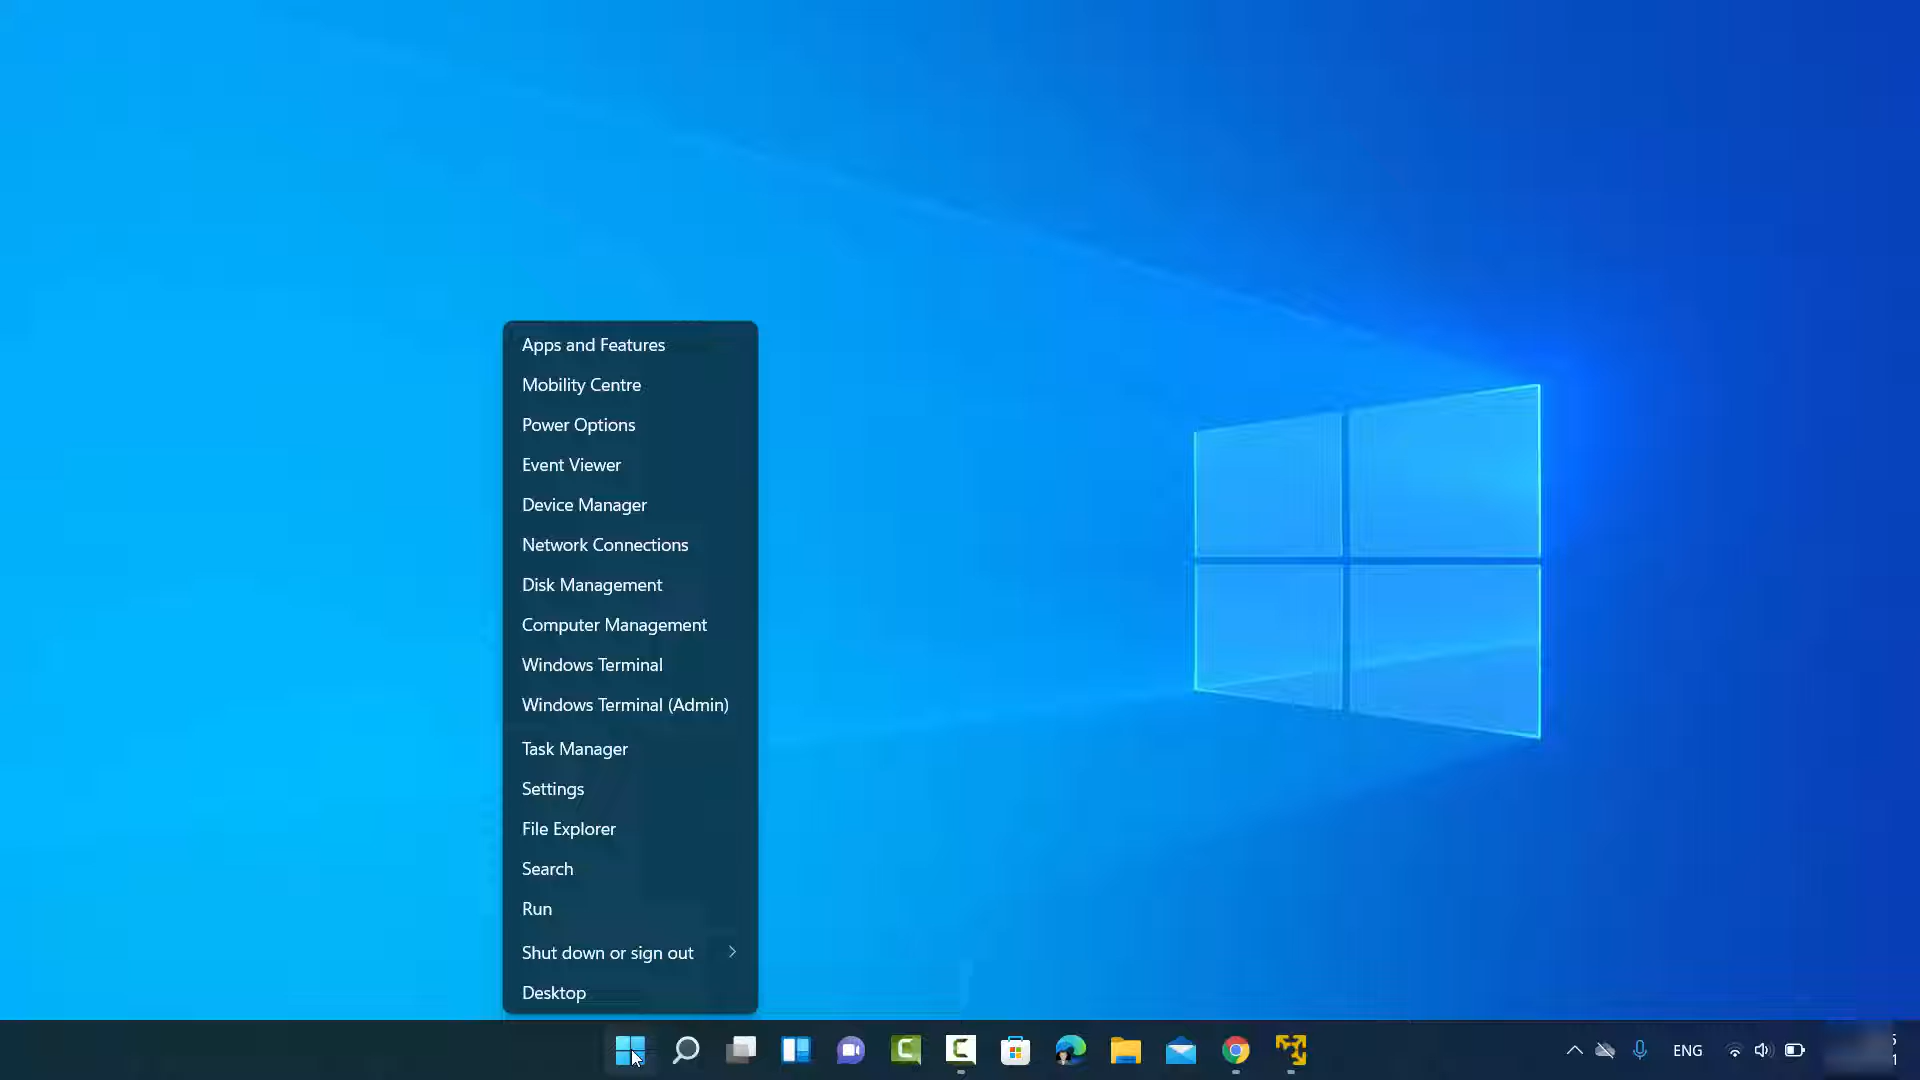 Apps and Features
Mobility Centre
Power Options
Event Viewer
Device Manager
Network Connections
Disk Management
Computer Management
Windows Terminal
Windows Terminal (Admin)
Task Manager
Settings
File Explorer
Search
Run
Shut down or sign out
Desktop
ENG